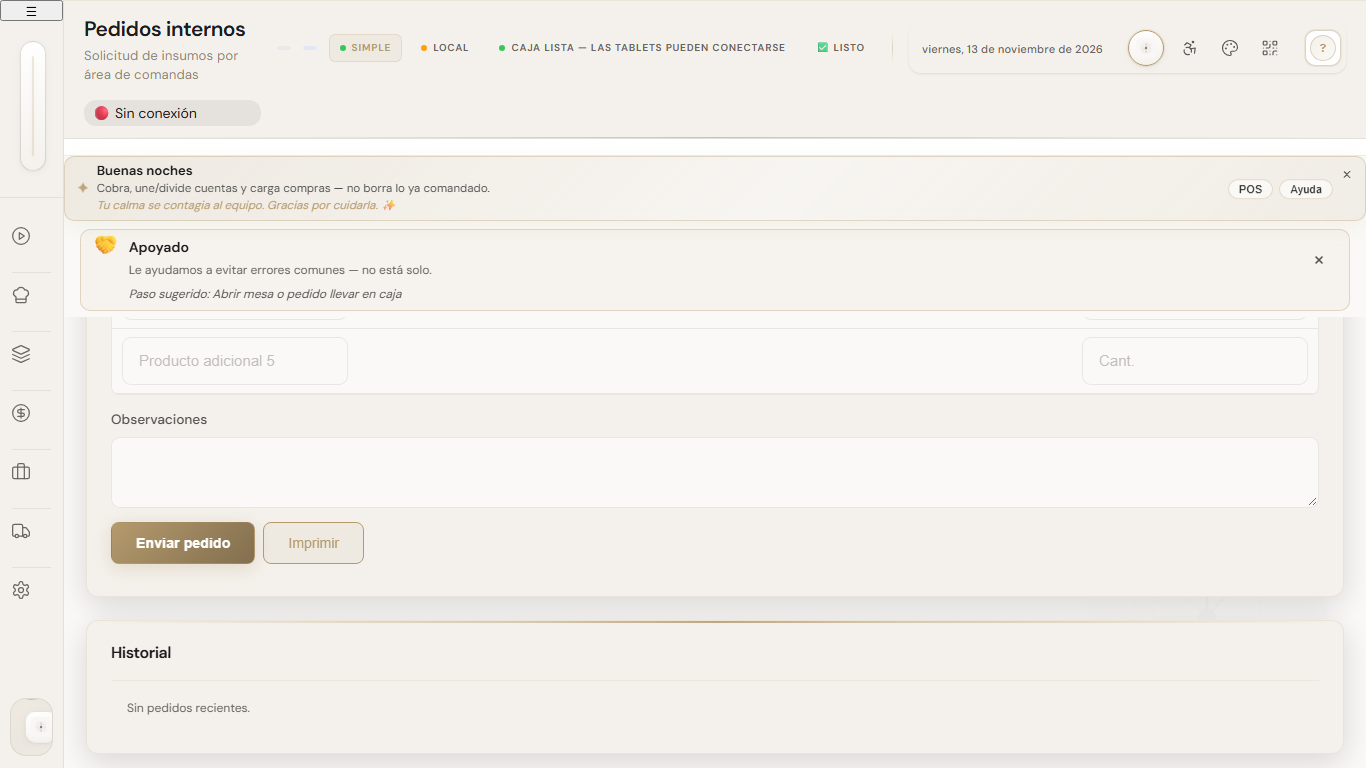 ☰
Pedidos internos
Solicitud de insumos por
área de comandas
SIMPLE
LOCAL
CAJA LISTA — LAS TABLETS PUEDEN CONECTARSE
✅ LISTO
viernes, 13 de noviembre de 2026
?
Sin conexión
Buenas noches
Cobra, une/divide cuentas y carga compras — no borra lo ya comandado.
Tu calma se contagia al equipo. Gracias por cuidarla. ✨
POS
Ayuda
×
Apoyado
Le ayudamos a evitar errores comunes — no está solo.
Paso sugerido: Abrir mesa o pedido llevar en caja
×
Producto adicional 5
Cant.
Observaciones
Enviar pedido
Imprimir
Historial
Sin pedidos recientes.